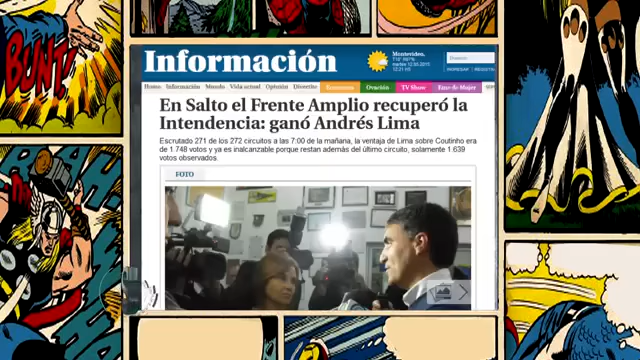 Información
Montevideo,
INGRESAR
Home Información Mundo Vida actual Opinión Divertite Economía Ovación TV Show Fans de Mujer
En Salto el Frente Amplio recuperó la
Intendencia: ganó Andrés Lima
Escrutado 271 de los 272 circuitos a las 7:00 de la mañana, la ventaja de Lima sobre Coutinho era
de 1.748 votos y ya es inalcanzable porque restan además del último circuito, solamente 1.639
votos observados.
FOTO
BUNT!